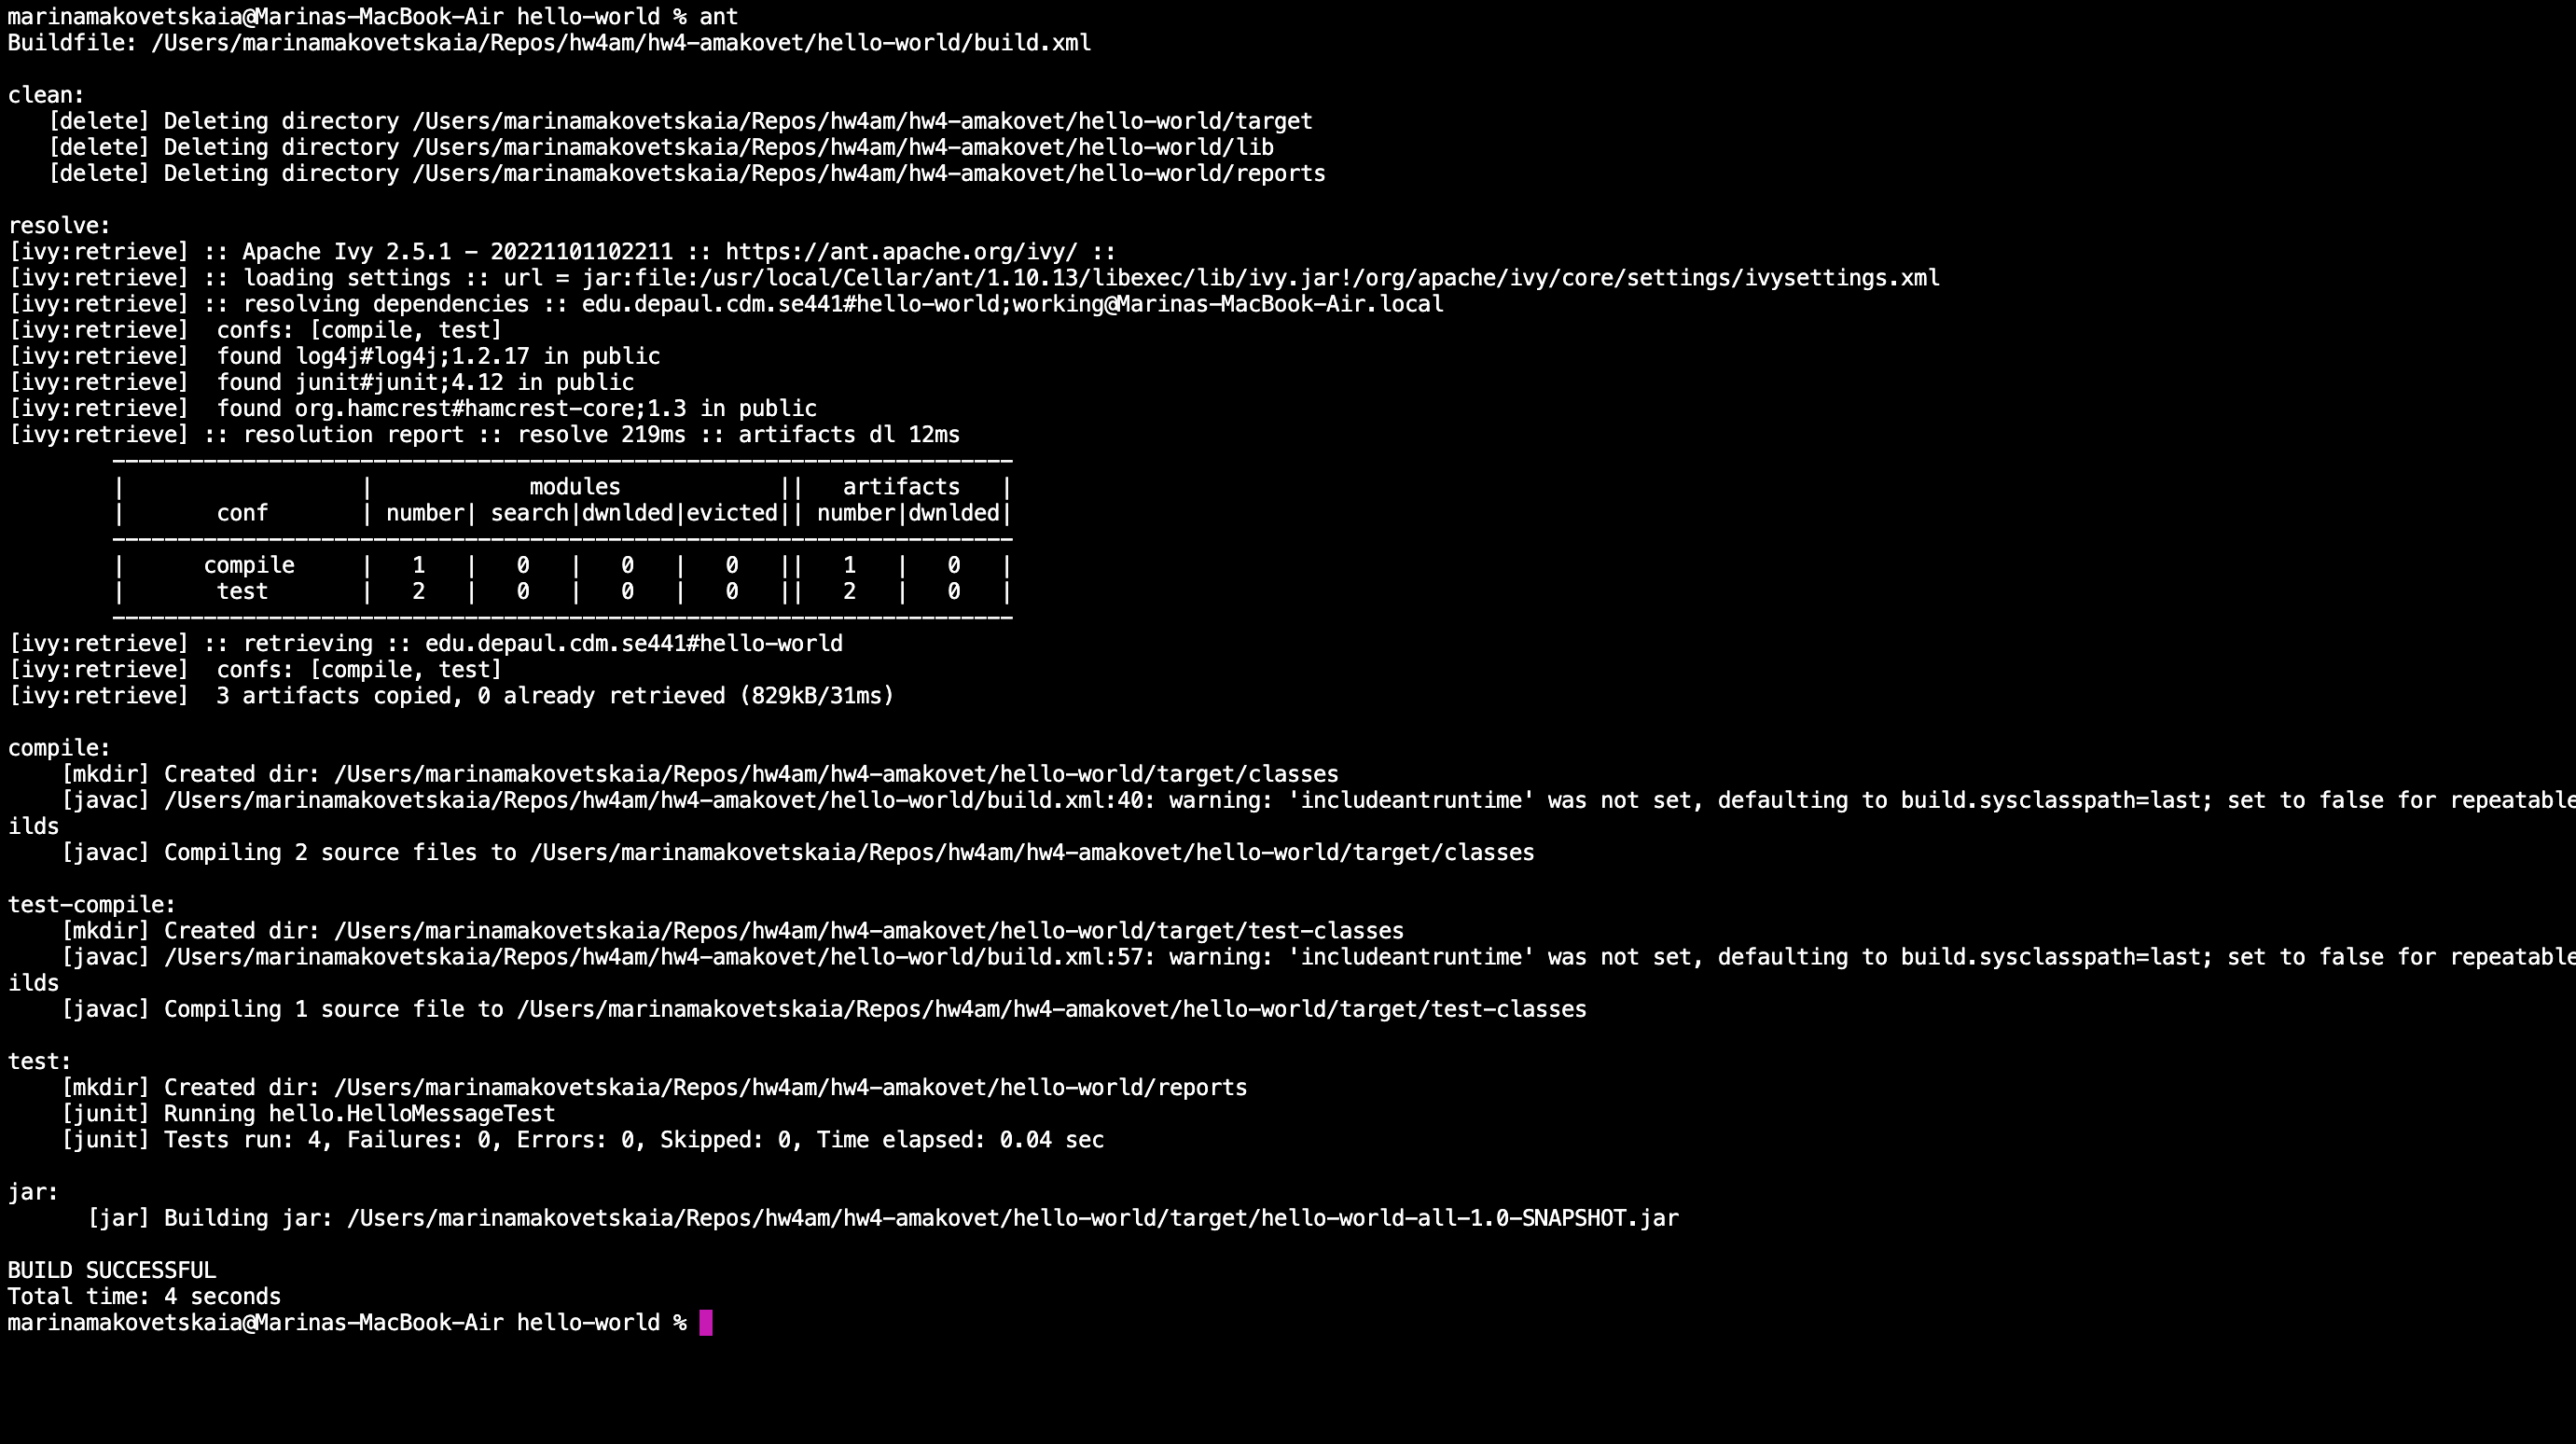 marinamakovetskaia@Marinas-MacBook-Air hello-world % ant
Buildfile: /Users/marinamakovetskaia/Repos/hw4am/hw4-amakovet/hello-world/build.xml

clean:
   [delete] Deleting directory /Users/marinamakovetskaia/Repos/hw4am/hw4-amakovet/hello-world/target
   [delete] Deleting directory /Users/marinamakovetskaia/Repos/hw4am/hw4-amakovet/hello-world/lib
   [delete] Deleting directory /Users/marinamakovetskaia/Repos/hw4am/hw4-amakovet/hello-world/reports

resolve:
[ivy:retrieve] :: Apache Ivy 2.5.1 - 20221101102211 :: https://ant.apache.org/ivy/ ::
[ivy:retrieve] :: loading settings :: url = jar:file:/usr/local/Cellar/ant/1.10.13/libexec/lib/ivy.jar!/org/apache/ivy/core/settings/ivysettings.xml
[ivy:retrieve] :: resolving dependencies :: edu.depaul.cdm.se441#hello-world;working@Marinas-MacBook-Air.local
[ivy:retrieve]  confs: [compile, test]
[ivy:retrieve]  found log4j#log4j;1.2.17 in public
[ivy:retrieve]  found junit#junit;4.12 in public
[ivy:retrieve]  found org.hamcrest#hamcrest-core;1.3 in public
[ivy:retrieve] :: resolution report :: resolve 219ms :: artifacts dl 12ms
        ---------------------------------------------------------------------
        |                  |            modules            ||   artifacts   |
        |       conf       | number| search|dwnlded|evicted|| number|dwnlded|
        ---------------------------------------------------------------------
        |      compile     |   1   |   0   |   0   |   0   ||   1   |   0   |
        |       test       |   2   |   0   |   0   |   0   ||   2   |   0   |
        ---------------------------------------------------------------------
[ivy:retrieve] :: retrieving :: edu.depaul.cdm.se441#hello-world
[ivy:retrieve]  confs: [compile, test]
[ivy:retrieve]  3 artifacts copied, 0 already retrieved (829kB/31ms)

compile:
    [mkdir] Created dir: /Users/marinamakovetskaia/Repos/hw4am/hw4-amakovet/hello-world/target/classes
    [javac] /Users/marinamakovetskaia/Repos/hw4am/hw4-amakovet/hello-world/build.xml:40: warning: 'includeantruntime' was not set, defaulting to build.sysclasspath=last; set to false for repeatable
ilds
    [javac] Compiling 2 source files to /Users/marinamakovetskaia/Repos/hw4am/hw4-amakovet/hello-world/target/classes

test-compile:
    [mkdir] Created dir: /Users/marinamakovetskaia/Repos/hw4am/hw4-amakovet/hello-world/target/test-classes
    [javac] /Users/marinamakovetskaia/Repos/hw4am/hw4-amakovet/hello-world/build.xml:57: warning: 'includeantruntime' was not set, defaulting to build.sysclasspath=last; set to false for repeatable
ilds
    [javac] Compiling 1 source file to /Users/marinamakovetskaia/Repos/hw4am/hw4-amakovet/hello-world/target/test-classes

test:
    [mkdir] Created dir: /Users/marinamakovetskaia/Repos/hw4am/hw4-amakovet/hello-world/reports
    [junit] Running hello.HelloMessageTest
    [junit] Tests run: 4, Failures: 0, Errors: 0, Skipped: 0, Time elapsed: 0.04 sec

jar:
      [jar] Building jar: /Users/marinamakovetskaia/Repos/hw4am/hw4-amakovet/hello-world/target/hello-world-all-1.0-SNAPSHOT.jar

BUILD SUCCESSFUL
Total time: 4 seconds
marinamakovetskaia@Marinas-MacBook-Air hello-world %